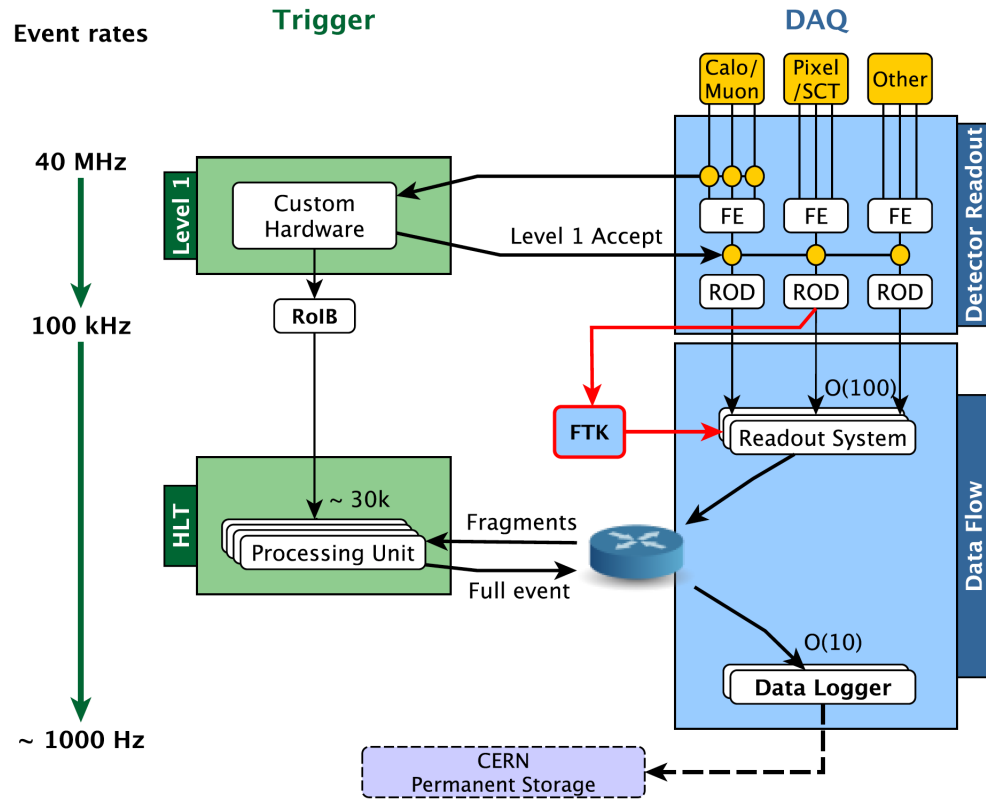 Event rates
Trigger
DAQ
Calo/
Muon
Pixel
/SCT
Other
40 MHz
Level 1
Custom
Hardware
FE
FE
FE
Level 1 Accept
ROD
ROD
ROD
Detector Readout
100 kHz
RoIB
O(100)
FTK
Readout System
HLT
~ 30k
Processing Unit
Fragments
Full event
Data Flow
O(10)
Data Logger
~ 1000 Hz
CERN
Permanent Storage